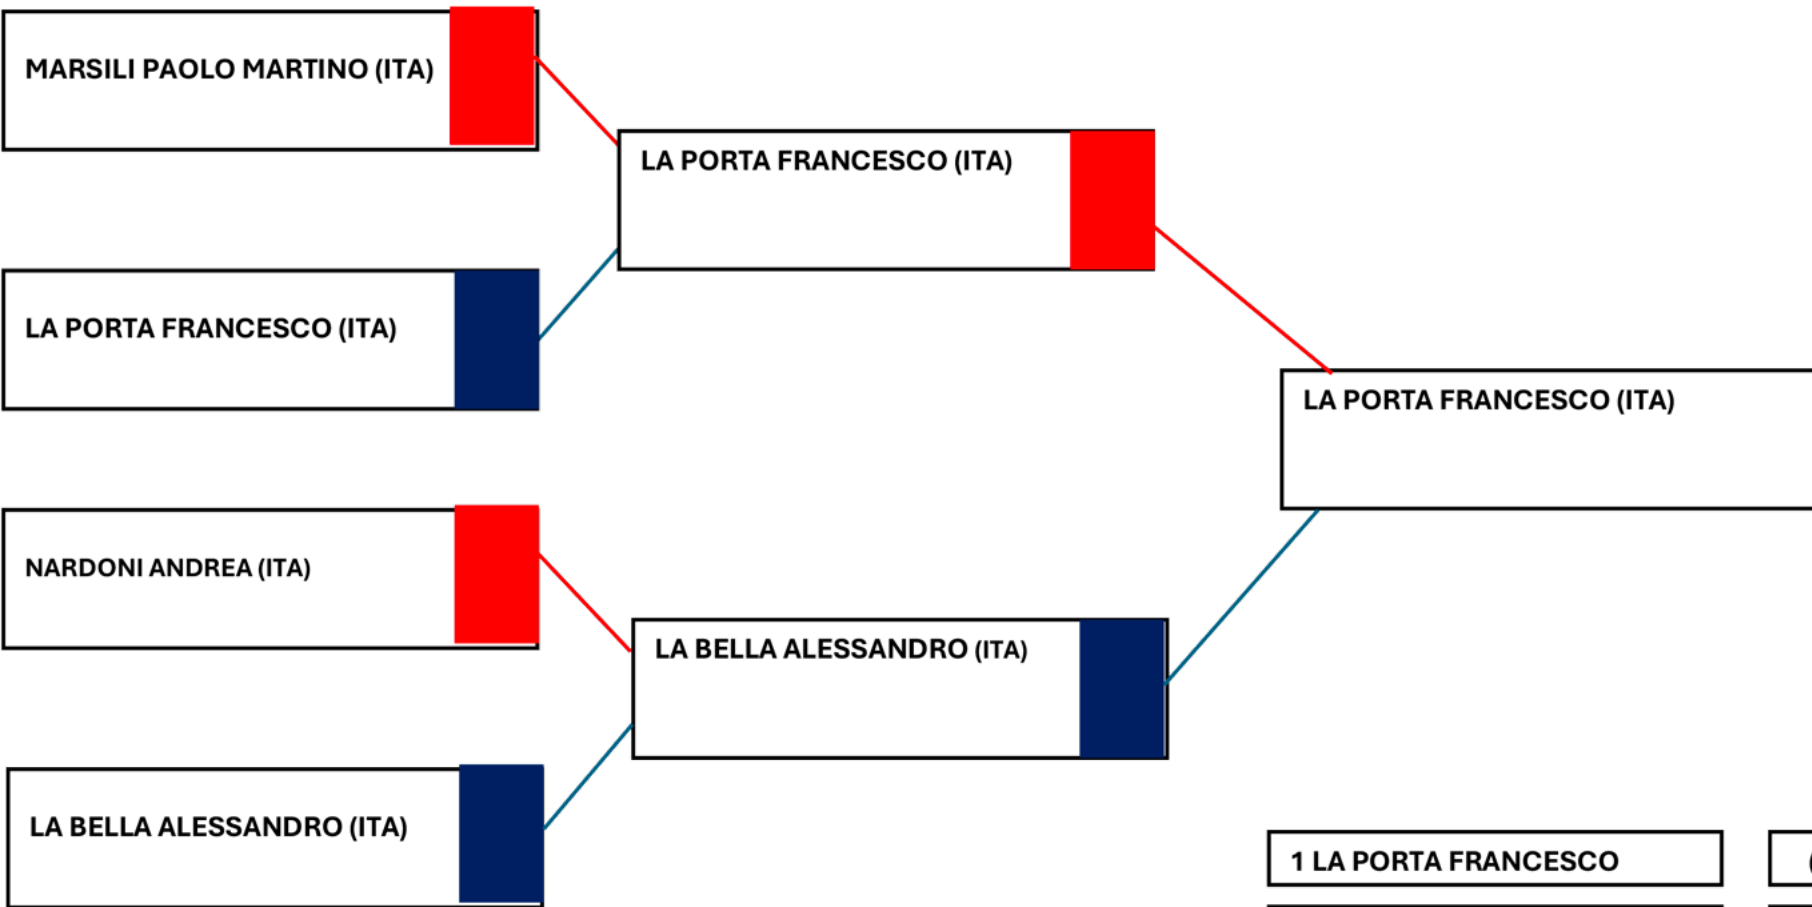 MARSILI PAOLO MARTINO (ITA)
LA PORTA FRANCESCO (ITA)
LA PORTA FRANCESCO (ITA)
LA PORTA FRANCESCO (ITA)
NARDONI ANDREA (ITA)
LA BELLA ALESSANDRO (ITA)
LA BELLA ALESSANDRO (ITA)
1 LA PORTA FRANCESCO